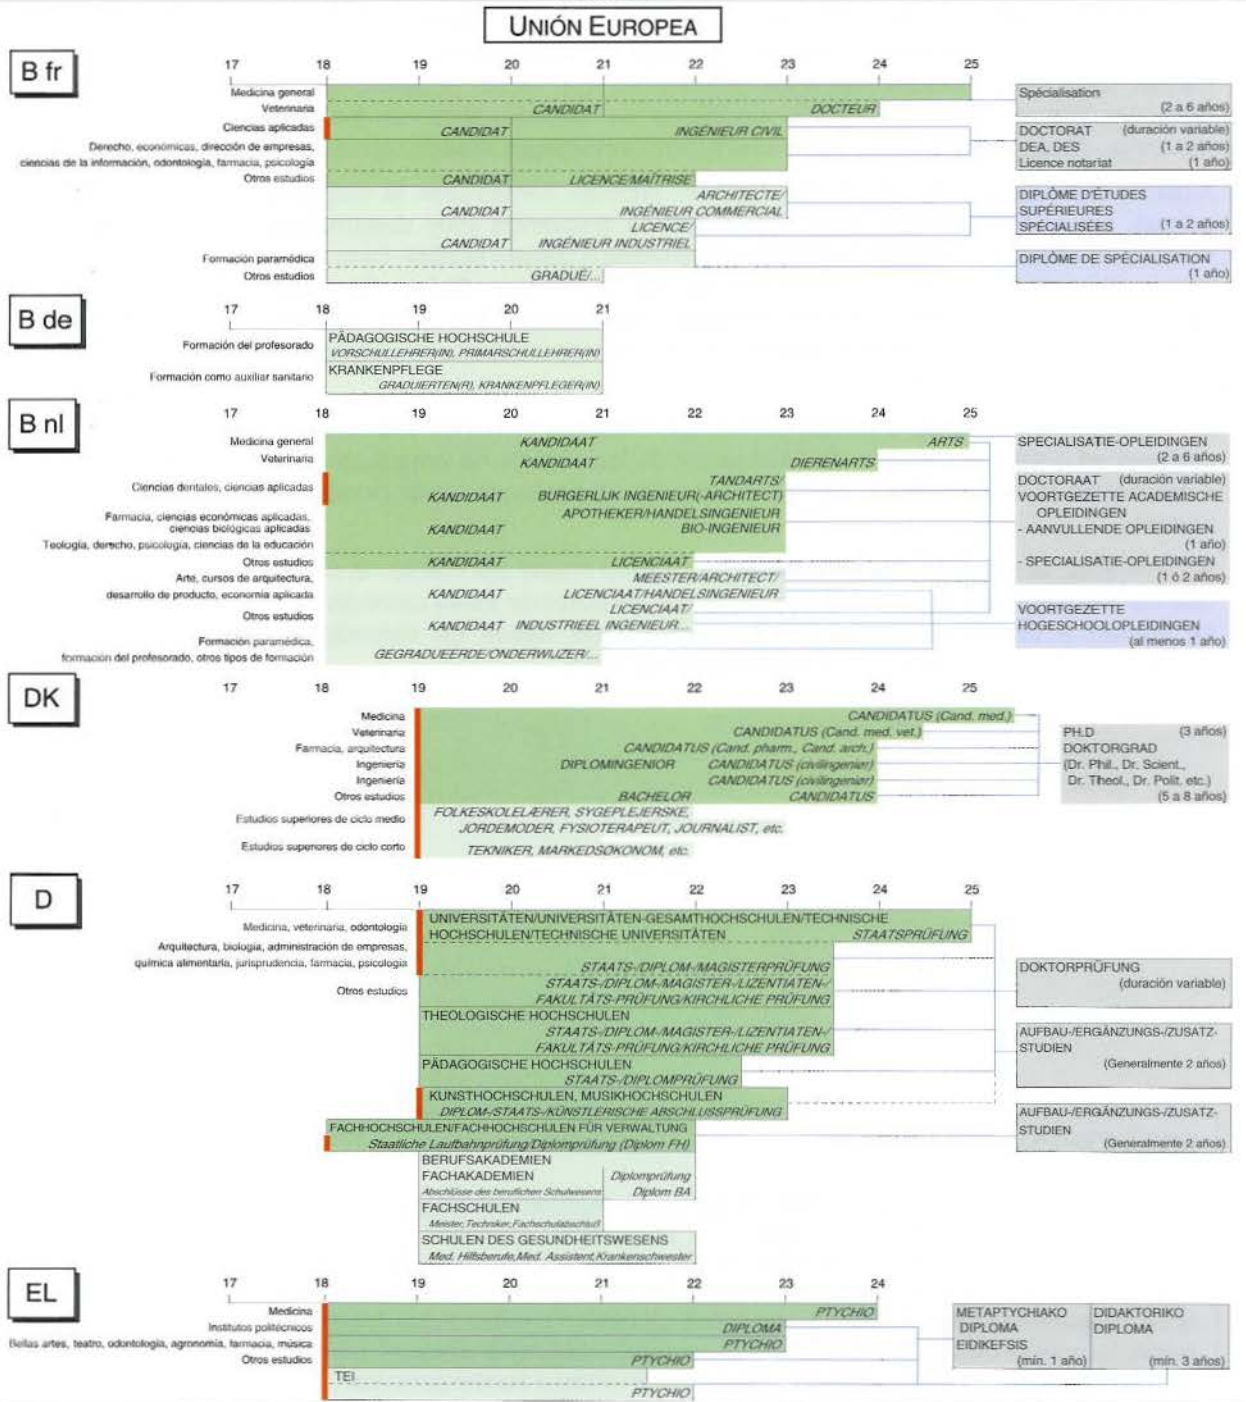 UNIÓN EUROPEA
B fr
17 18 19 20 21 22 23 24 25
Medicina general
Veterinaria CANDIDAT DOCTEUR
Spécialisation
(2 a 6 años)
Ciencias aplicadas CANDIDAT INGÉNIEUR CIVIL
Derecho, económicas, dirección de empresas,
ciencias de la información, odontología, farmacia, psicología
DOCTORAT (duración variable)
DEA, DES (1 a 2 años)
Licence notariat (1 año)
Otros estudios CANDIDAT LICENCE/MAÎTRISE
ARCHITECTE/
CANDIDAT INGÉNIEUR COMMERCIAL
LICENCE/
CANDIDAT INGÉNIEUR INDUSTRIEL
DIPLÔME D'ÉTUDES
SUPÉRIEURES
SPÉCIALISÉES (1 a 2 años)
Formación paramédica
Otros estudios GRADUÉ/...
DIPLÔME DE SPÉCIALISATION
(1 año)
B de
17 18 19 20 21
Formación del profesorado
PÄDAGOGISCHE HOCHSCHULE
VORSCHULLEHRER(IN), PRIMARSCHULLEHRER(IN)
Formación como auxiliar sanitario
KRANKENPFLEGE
GRADUIERTEN(R), KRANKENPFLEGER(IN)
B nl
17 18 19 20 21 22 23 24 25
Medicina general KANDIDAAT ARTS
Veterinaria KANDIDAAT DIERENARTS
SPECIALISATIE-OPLEIDINGEN
(2 a 6 años)
Ciencias dentales, ciencias aplicadas
TANDARTS/
KANDIDAAT BURGERLIJK INGENIEUR(-ARCHITECT)
Farmacia, ciencias económicas aplicadas,
ciencias biológicas aplicadas
APOTHEKER/HANDELSINGENIEUR
KANDIDAAT BIO-INGENIEUR
Teología, derecho, psicología, ciencias de la educación
Otros estudios KANDIDAAT LICENCIAAT
DOCTORAAT (duración variable)
VOORTGEZETTE ACADEMISCHE
OPLEIDINGEN
- AANVULLENDE OPLEIDINGEN
(1 año)
- SPECIALISATIE-OPLEIDINGEN
(1 ó 2 años)
Arte, cursos de arquitectura,
desarrollo de producto, economía aplicada
MEESTER/ARCHITECT/
KANDIDAAT LICENCIAAT/HANDELSINGENIEUR
Otros estudios
LICENCIAAT/
KANDIDAAT INDUSTRIEEL INGENIEUR...
Formación paramédica,
formación del profesorado, otros tipos de formación
GEGRADUEERDE/ONDERWIJZER/...
VOORTGEZETTE
HOGESCHOOLOPLEIDINGEN
(al menos 1 año)
DK
17 18 19 20 21 22 23 24 25
Medicina CANDIDATUS (Cand. med.)
Veterinaria CANDIDATUS (Cand. med. vet.)
Farmacia, arquitectura CANDIDATUS (Cand. pharm., Cand. arch.)
Ingeniería DIPLOMINGENIØR CANDIDATUS (civilingeniør)
Ingeniería CANDIDATUS (civilingeniør)
Otros estudios BACHELOR CANDIDATUS
PH.D (3 años)
DOKTORGRAD
(Dr. Phil., Dr. Scient.,
Dr. Theol., Dr. Polit. etc.)
(5 a 8 años)
Estudios superiores de ciclo medio
FOLKESKOLELÆRER, SYGEPLEJERSKE,
JORDEMODER, FYSIOTERAPEUT, JOURNALIST, etc.
Estudios superiores de ciclo corto
TEKNIKER, MARKEDSØKONOM, etc.
D
17 18 19 20 21 22 23 24 25
Medicina, veterinaria, odontología
UNIVERSITÄTEN/UNIVERSITÄTEN-GESAMTHOCHSCHULEN/TECHNISCHE
HOCHSCHULEN/TECHNISCHE UNIVERSITÄTEN STAATSPRÜFUNG
Arquitectura, biología, administración de empresas,
química alimentaria, jurisprudencia, farmacia, psicología
STAATS-/DIPLOM-/MAGISTERPRÜFUNG
Otros estudios
STAATS-/DIPLOM-/MAGISTER-/LIZENTIATEN-/
FAKULTÄTS-PRÜFUNG/KIRCHLICHE PRÜFUNG
DOKTORPRÜFUNG
(duración variable)
THEOLOGISCHE HOCHSCHULEN
STAATS-/DIPLOM-/MAGISTER-/LIZENTIATEN-/
FAKULTÄTS-PRÜFUNG/KIRCHLICHE PRÜFUNG
AUFBAU-/ERGÄNZUNGS-/ZUSATZ-
STUDIEN
(Generalmente 2 años)
PÄDAGOGISCHE HOCHSCHULEN
STAATS-/DIPLOMPRÜFUNG
KUNSTHOCHSCHULEN, MUSIKHOCHSCHULEN
DIPLOM-/STAATS-/KÜNSTLERISCHE ABSCHLUSSPRÜFUNG
FACHHOCHSCHULEN/FACHHOCHSCHULEN FÜR VERWALTUNG
Staatliche Laufbahnprüfung/Diplomprüfung (Diplom FH)
AUFBAU-/ERGÄNZUNGS-/ZUSATZ-
STUDIEN
(Generalmente 2 años)
BERUFSAKADEMIEN
FACHAKADEMIEN Diplomprüfung
Abschlüsse des beruflichen Schulwesens Diplom BA
FACHSCHULEN
Meister, Techniker, Fachschulabschluß
SCHULEN DES GESUNDHEITSWESENS
Med. Hilfsberufe, Med. Assistent, Krankenschwester
EL
17 18 19 20 21 22 23 24
Medicina PTYCHIO
Institutos politécnicos DIPLOMA
Bellas artes, teatro, odontología, agronomía, farmacia, música PTYCHIO
Otros estudios PTYCHIO
TEI
PTYCHIO
METAPTYCHIAKO DIDAKTORIKO
DIPLOMA DIPLOMA
EIDIKEFSIS
(mín. 1 año) (mín. 3 años)